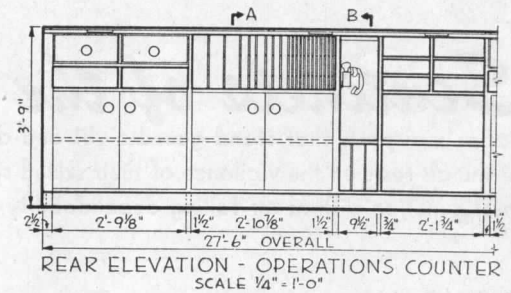 A B
3'-9"
2½" 2'-9⅛" 1½" 2'-10⅞" 1½" 9½" ¾" 2'-1¾" 1½"
27'-6" OVERALL
REAR ELEVATION - OPERATIONS COUNTER
SCALE ¼" = 1'-0"